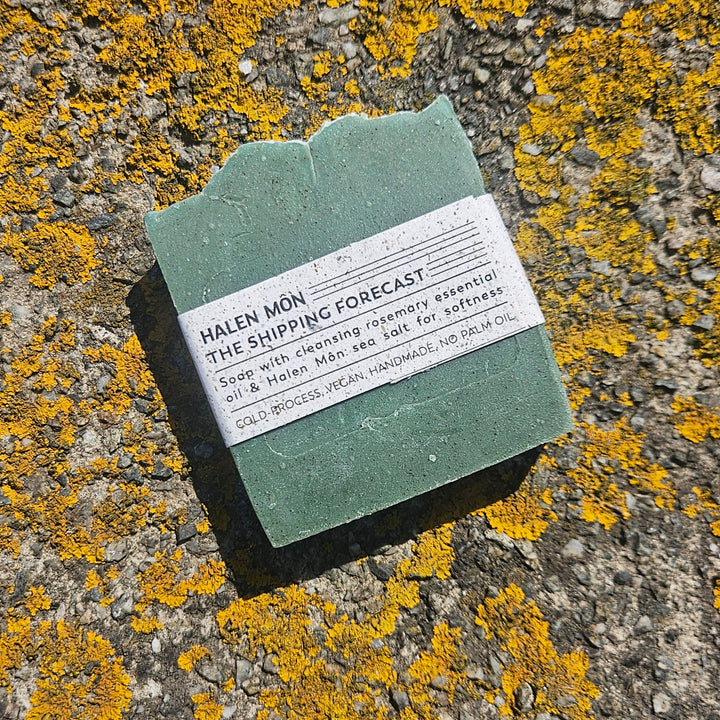 HALEN MÔN
THE SHIPPING FORECAST
Soap with cleansing rosemary essential
oil & Halen Môn: sea salt for softness
COLD-PROCESS, VEGAN, HANDMADE, NO PALM OIL